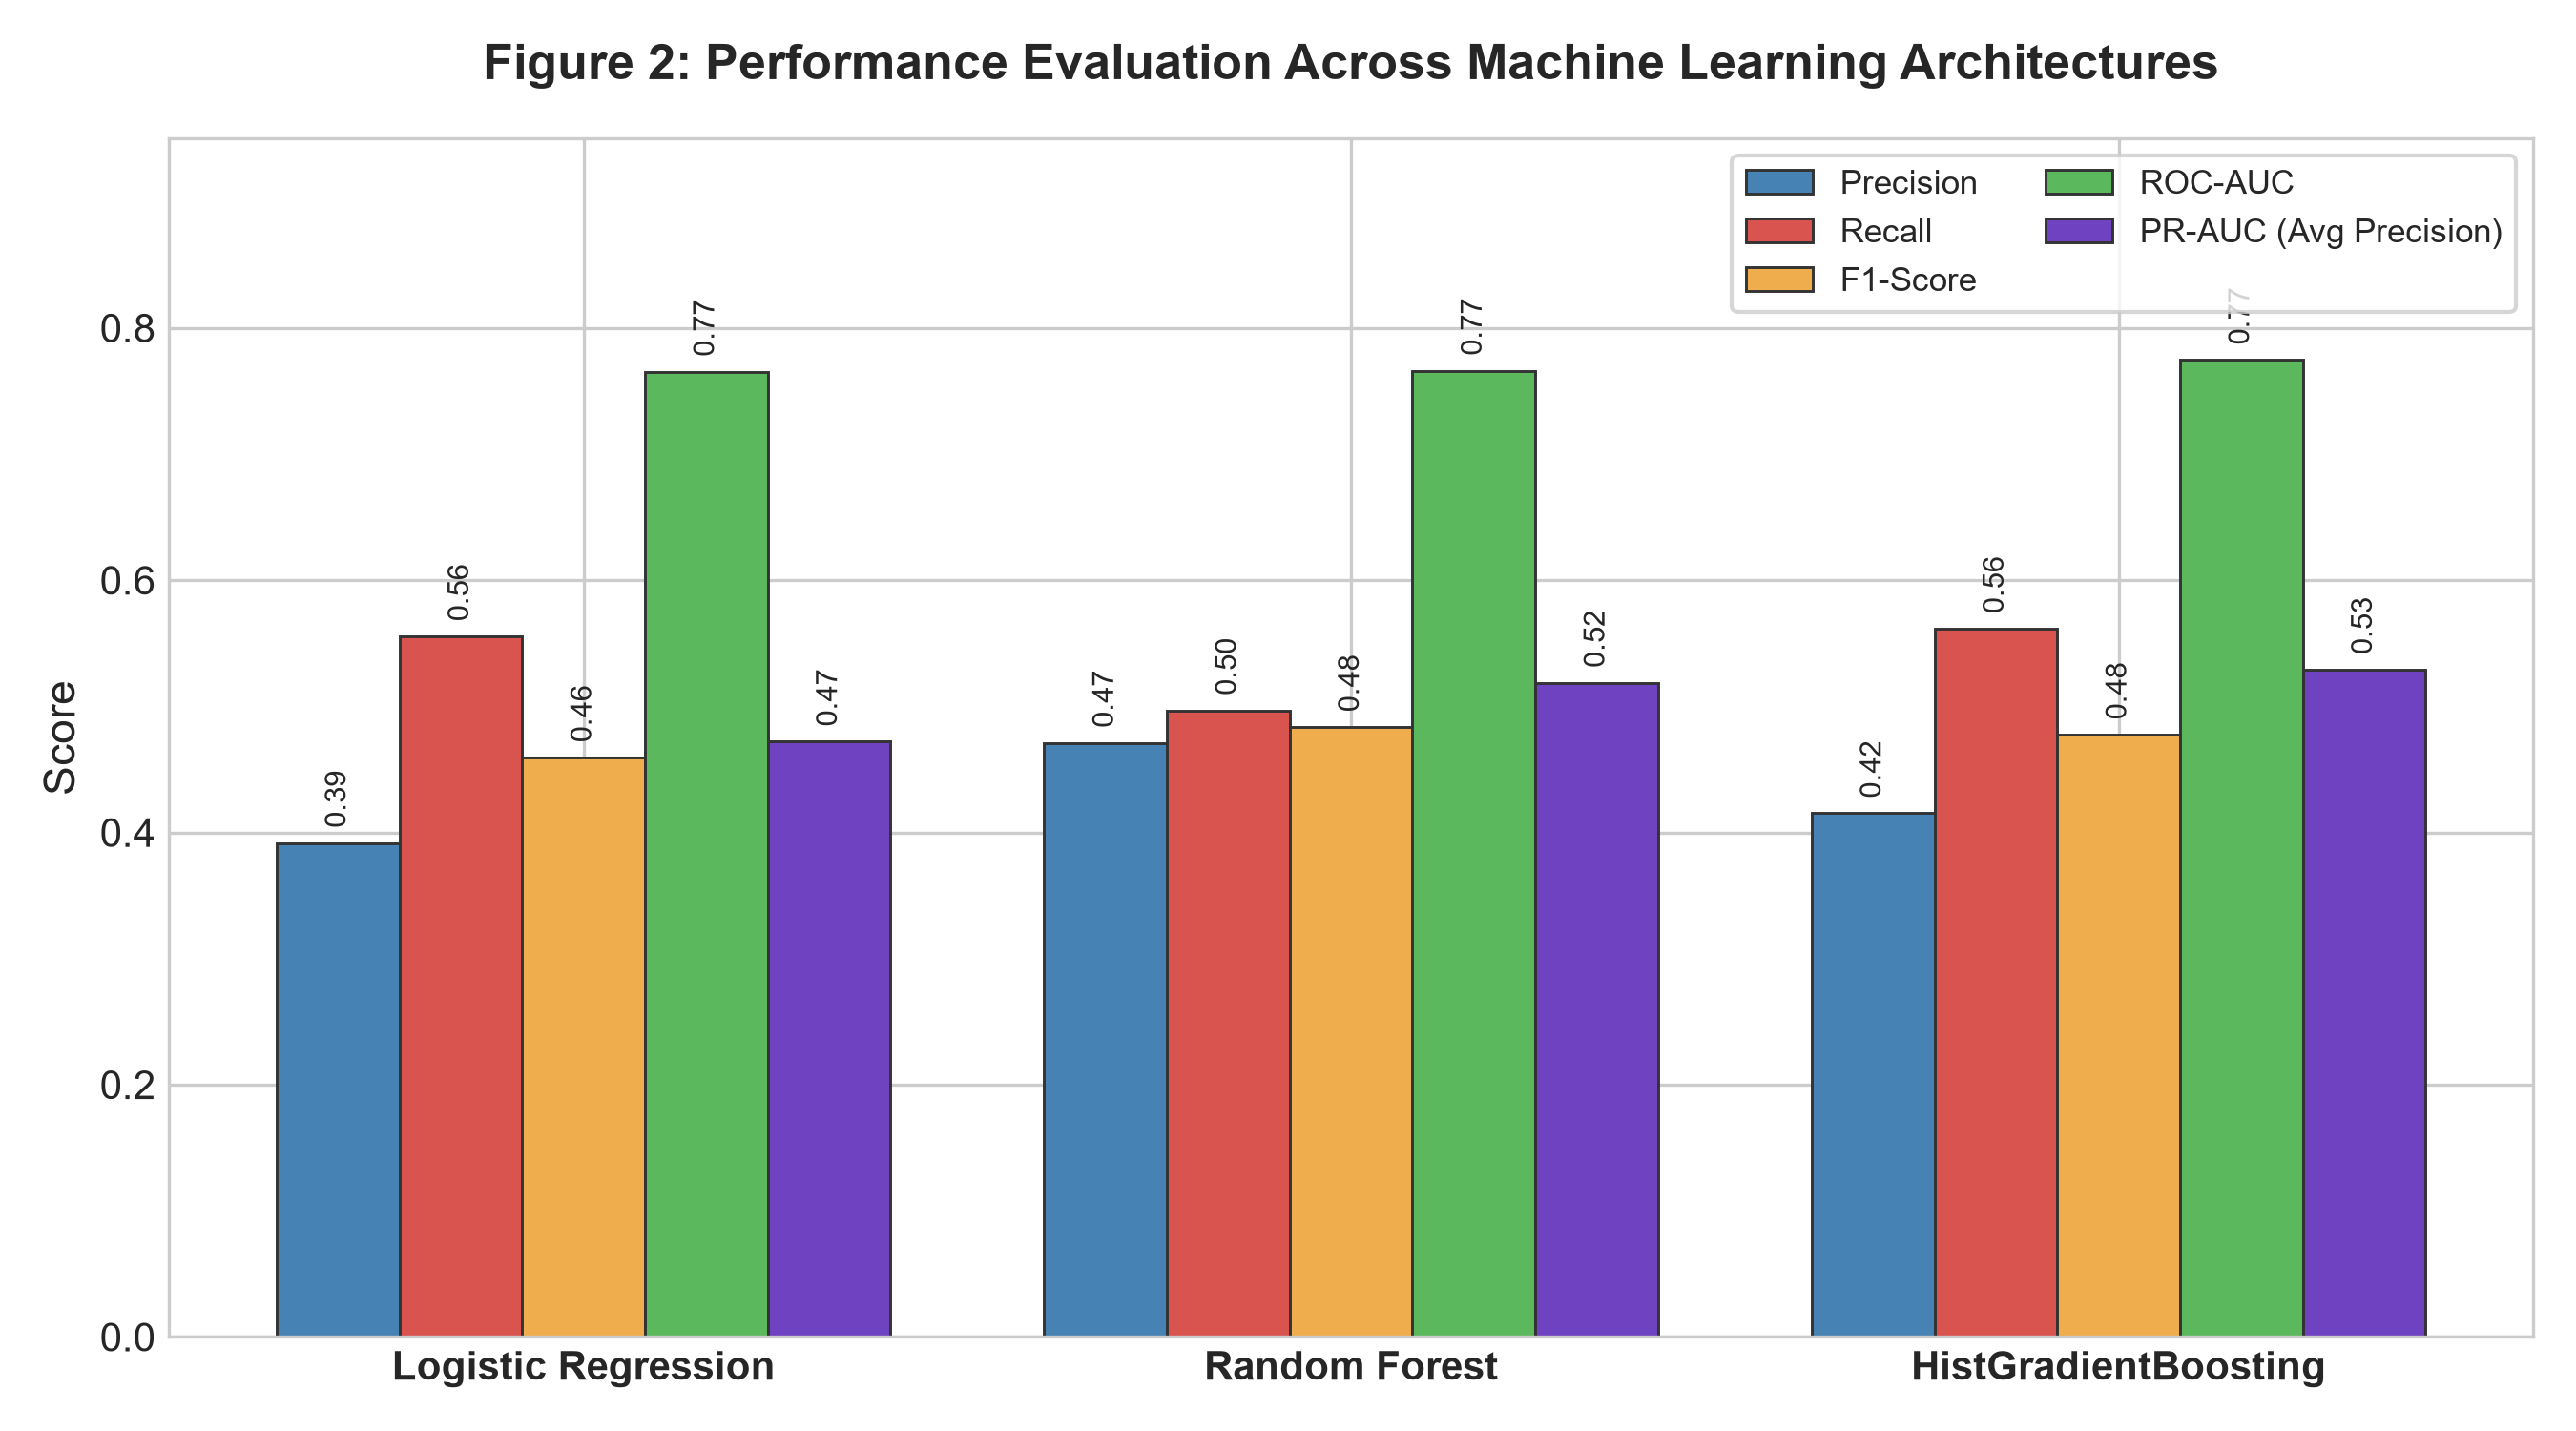 Figure 2: Performance Evaluation Across Machine Learning Architectures
Precision
Recall
F1-Score
ROC-AUC
PR-AUC (Avg Precision)
Score
0.8
0.6
0.4
0.2
0.0
0.39
0.56
0.46
0.77
0.47
0.47
0.50
0.48
0.77
0.52
0.42
0.56
0.48
0.77
0.53
Logistic Regression
Random Forest
HistGradientBoosting